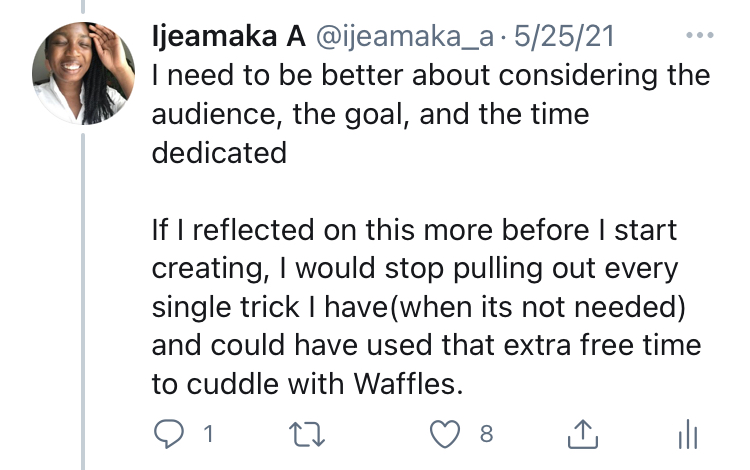 Ijeamaka A @ijeamaka_a · 5/25/21
I need to be better about considering the
audience, the goal, and the time
dedicated
If I reflected on this more before I start
creating, I would stop pulling out every
single trick I have(when its not needed)
and could have used that extra free time
to cuddle with Waffles.
1 8